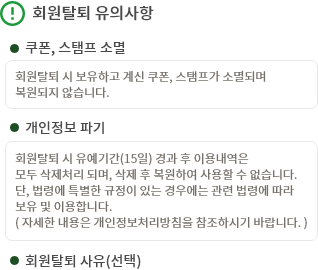 회원탈퇴 유의사항
쿠폰, 스탬프 소멸
회원탈퇴 시 보유하고 계신 쿠폰, 스탬프가 소멸되며
복원되지 않습니다.
개인정보 파기
회원탈퇴 시 유예기간(15일) 경과 후 이용내역은
모두 삭제처리 되며, 삭제 후 복원하여 사용할 수 없습니다.
단, 법령에 특별한 규정이 있는 경우에는 관련 법령에 따라
보유 및 이용합니다.
( 자세한 내용은 개인정보처리방침을 참조하시기 바랍니다. )
회원탈퇴 사유(선택)